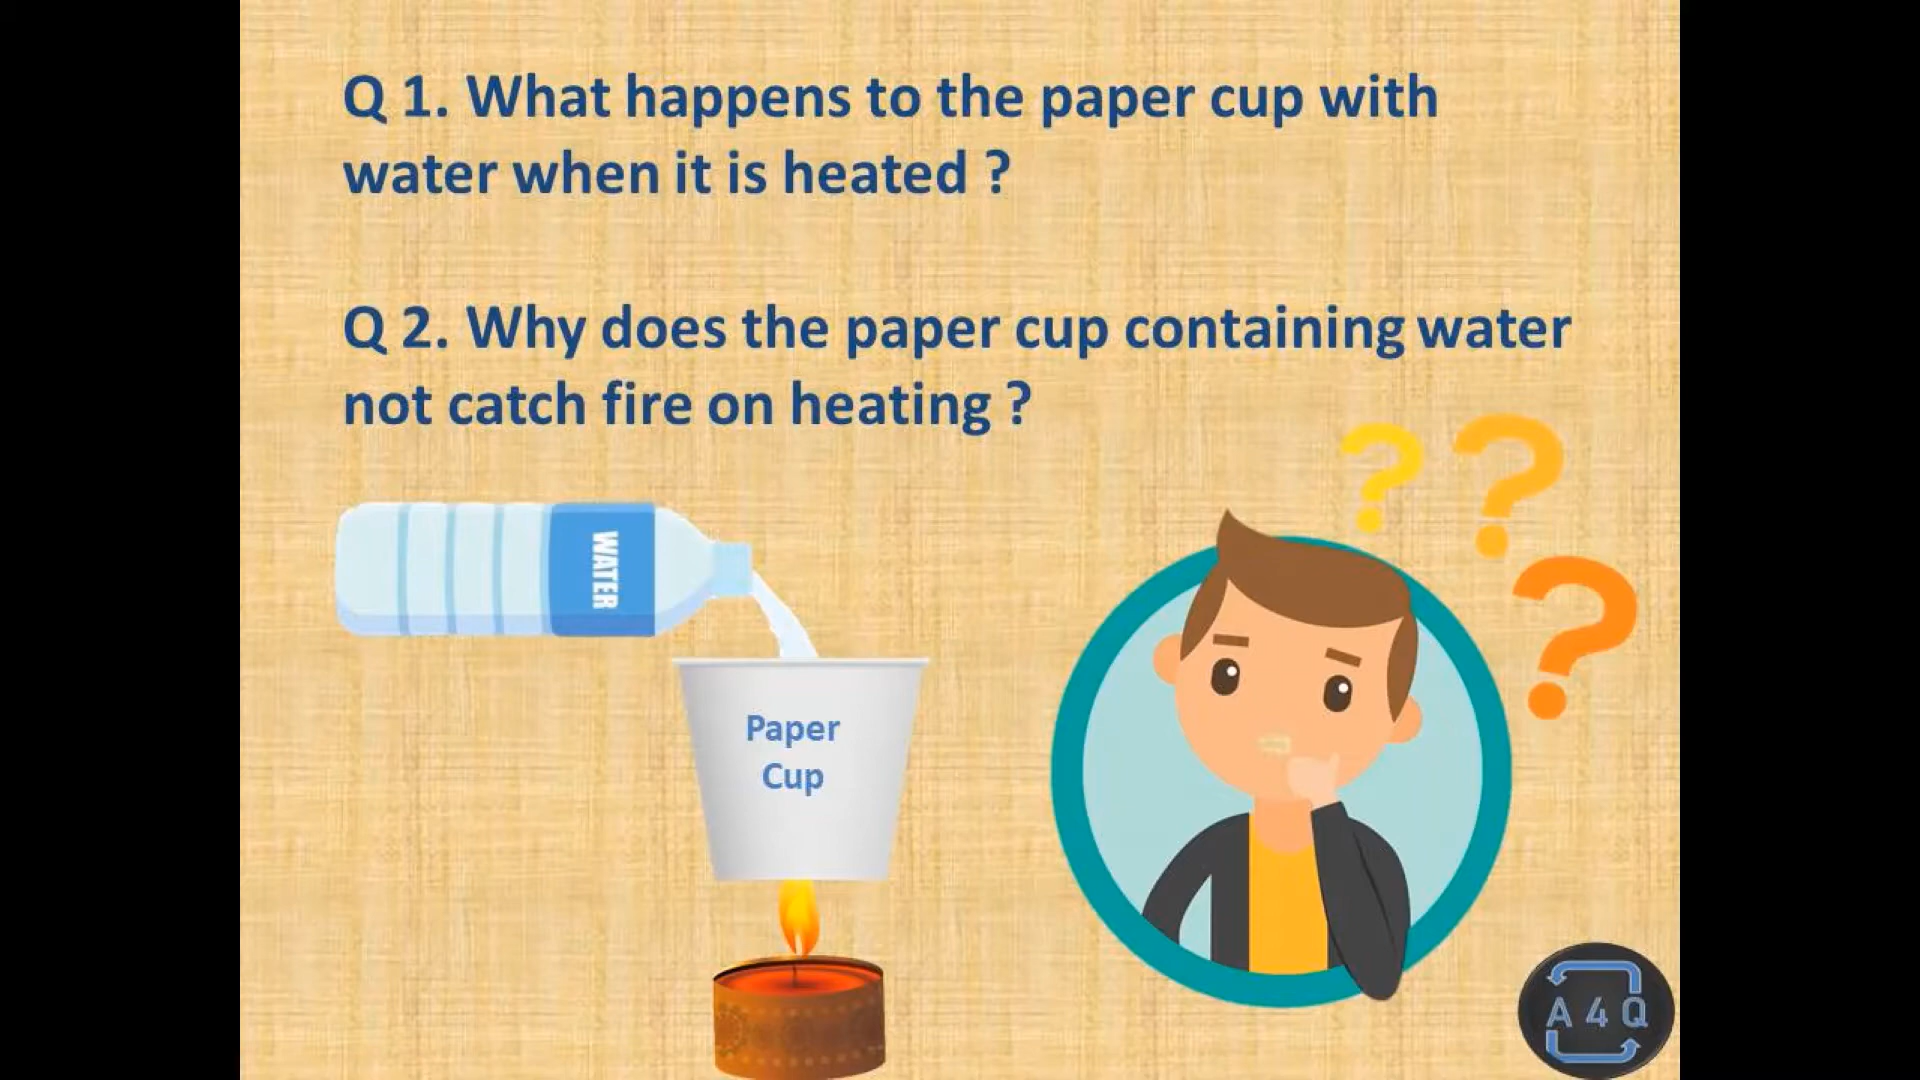 Q 1. What happens to the paper cup with
water when it is heated ?
Q 2. Why does the paper cup containing water
not catch fire on heating ?
WATER
Paper
Cup
A 4 Q